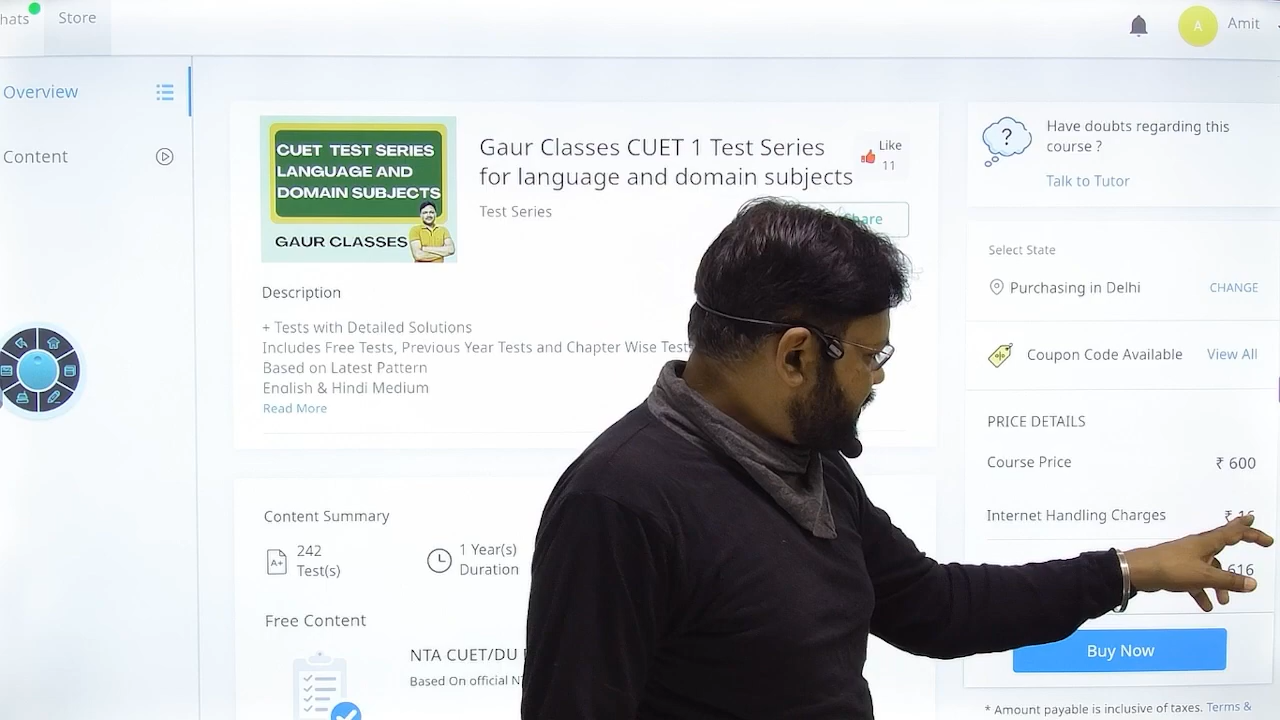 hats
Store
A
Amit
Overview
Content
CUET TEST SERIES
LANGUAGE AND
DOMAIN SUBJECTS
GAUR CLASSES
Gaur Classes CUET 1 Test Series
for language and domain subjects
Test Series
Like
11
Share
Description
+ Tests with Detailed Solutions
Includes Free Tests, Previous Year Tests and Chapter Wise Test
Based on Latest Pattern
English & Hindi Medium
Read More
Content Summary
A+
242
Test(s)
1 Year(s)
Duration
Free Content
NTA CUET/DU
Based On official
?
Have doubts regarding this
course ?
Talk to Tutor
Select State
Purchasing in Delhi
CHANGE
Coupon Code Available
View All
PRICE DETAILS
Course Price
₹ 600
Internet Handling Charges
₹ 16
616
Buy Now
* Amount payable is inclusive of taxes. Terms &